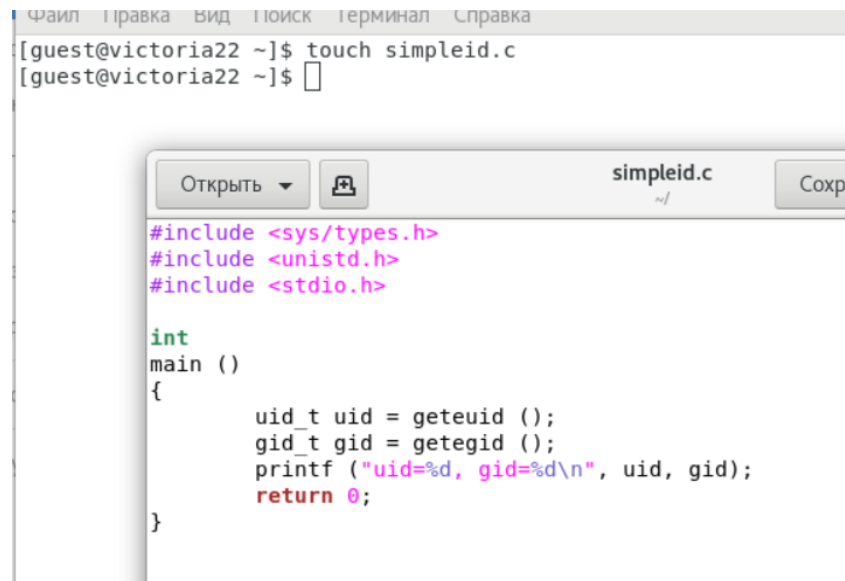 Файл Правка Вид Поиск Терминал Справка
[guest@victoria22 ~]$ touch simpleid.c
[guest@victoria22 ~]$
Открыть simpleid.c Сохр
~/
#include <sys/types.h>
#include <unistd.h>
#include <stdio.h>
int
main ()
{
        uid_t uid = geteuid ();
        gid_t gid = getegid ();
        printf ("uid=%d, gid=%d\n", uid, gid);
        return 0;
}